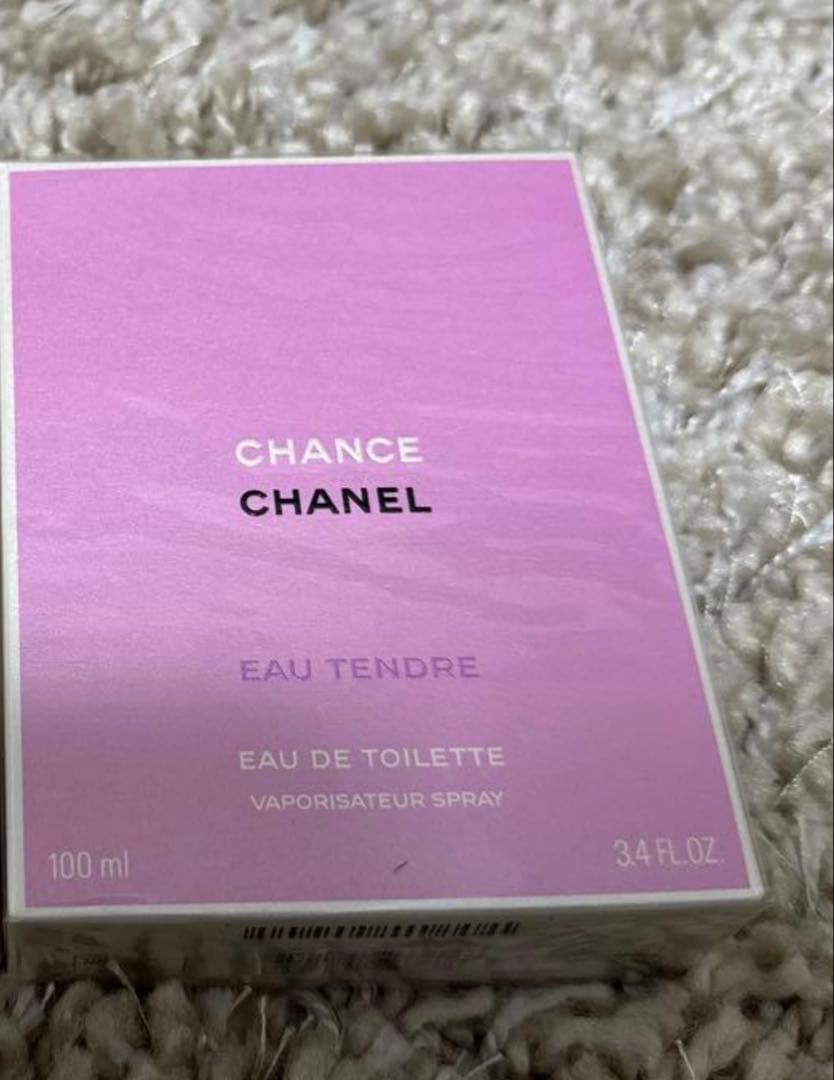 CHANCE
CHANEL
EAU TENDRE
EAU DE TOILETTE
VAPORISATEUR SPRAY
100 ml
3.4 FL.OZ.